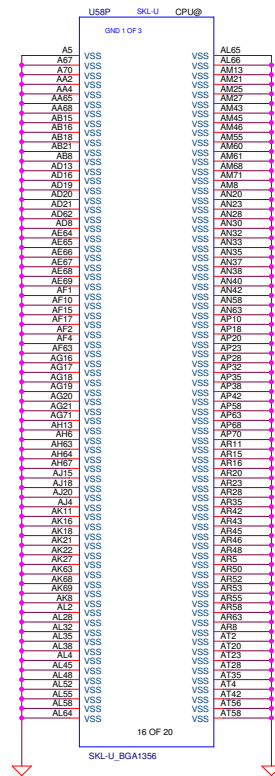 U58P SKL-U CPU@
GND 1 OF 3
A5 VSS VSS AL65
A67 VSS VSS AL66
A70 VSS VSS AM13
AA2 VSS VSS AM21
AA4 VSS VSS AM25
AA65 VSS VSS AM27
AA68 VSS VSS AM43
AB15 VSS VSS AM45
AB16 VSS VSS AM46
AB18 VSS VSS AM55
AB21 VSS VSS AM60
AB8 VSS VSS AM61
AD13 VSS VSS AM68
AD16 VSS VSS AM71
AD19 VSS VSS AM8
AD20 VSS VSS AN20
AD21 VSS VSS AN23
AD62 VSS VSS AN28
AD8 VSS VSS AN30
AE64 VSS VSS AN32
AE65 VSS VSS AN33
AE66 VSS VSS AN35
AE67 VSS VSS AN37
AE68 VSS VSS AN38
AE69 VSS VSS AN40
AF1 VSS VSS AN42
AF10 VSS VSS AN58
AF15 VSS VSS AN63
AF17 VSS VSS AP10
AF2 VSS VSS AP18
AF4 VSS VSS AP20
AF63 VSS VSS AP23
AG16 VSS VSS AP28
AG17 VSS VSS AP32
AG18 VSS VSS AP35
AG19 VSS VSS AP38
AG20 VSS VSS AP42
AG21 VSS VSS AP58
AG71 VSS VSS AP63
AH13 VSS VSS AP68
AH6 VSS VSS AP70
AH63 VSS VSS AR11
AH64 VSS VSS AR15
AH67 VSS VSS AR16
AJ15 VSS VSS AR20
AJ18 VSS VSS AR23
AJ20 VSS VSS AR28
AJ4 VSS VSS AR35
AK11 VSS VSS AR42
AK16 VSS VSS AR43
AK18 VSS VSS AR45
AK21 VSS VSS AR46
AK22 VSS VSS AR48
AK27 VSS VSS AR5
AK63 VSS VSS AR50
AK68 VSS VSS AR52
AK69 VSS VSS AR53
AK8 VSS VSS AR55
AL2 VSS VSS AR58
AL28 VSS VSS AR63
AL32 VSS VSS AR8
AL35 VSS VSS AT2
AL38 VSS VSS AT20
AL4 VSS VSS AT23
AL45 VSS VSS AT28
AL48 VSS VSS AT35
AL52 VSS VSS AT4
AL55 VSS VSS AT42
AL58 VSS VSS AT56
AL64 VSS VSS AT58
16 OF 20
SKL-U_BGA1356